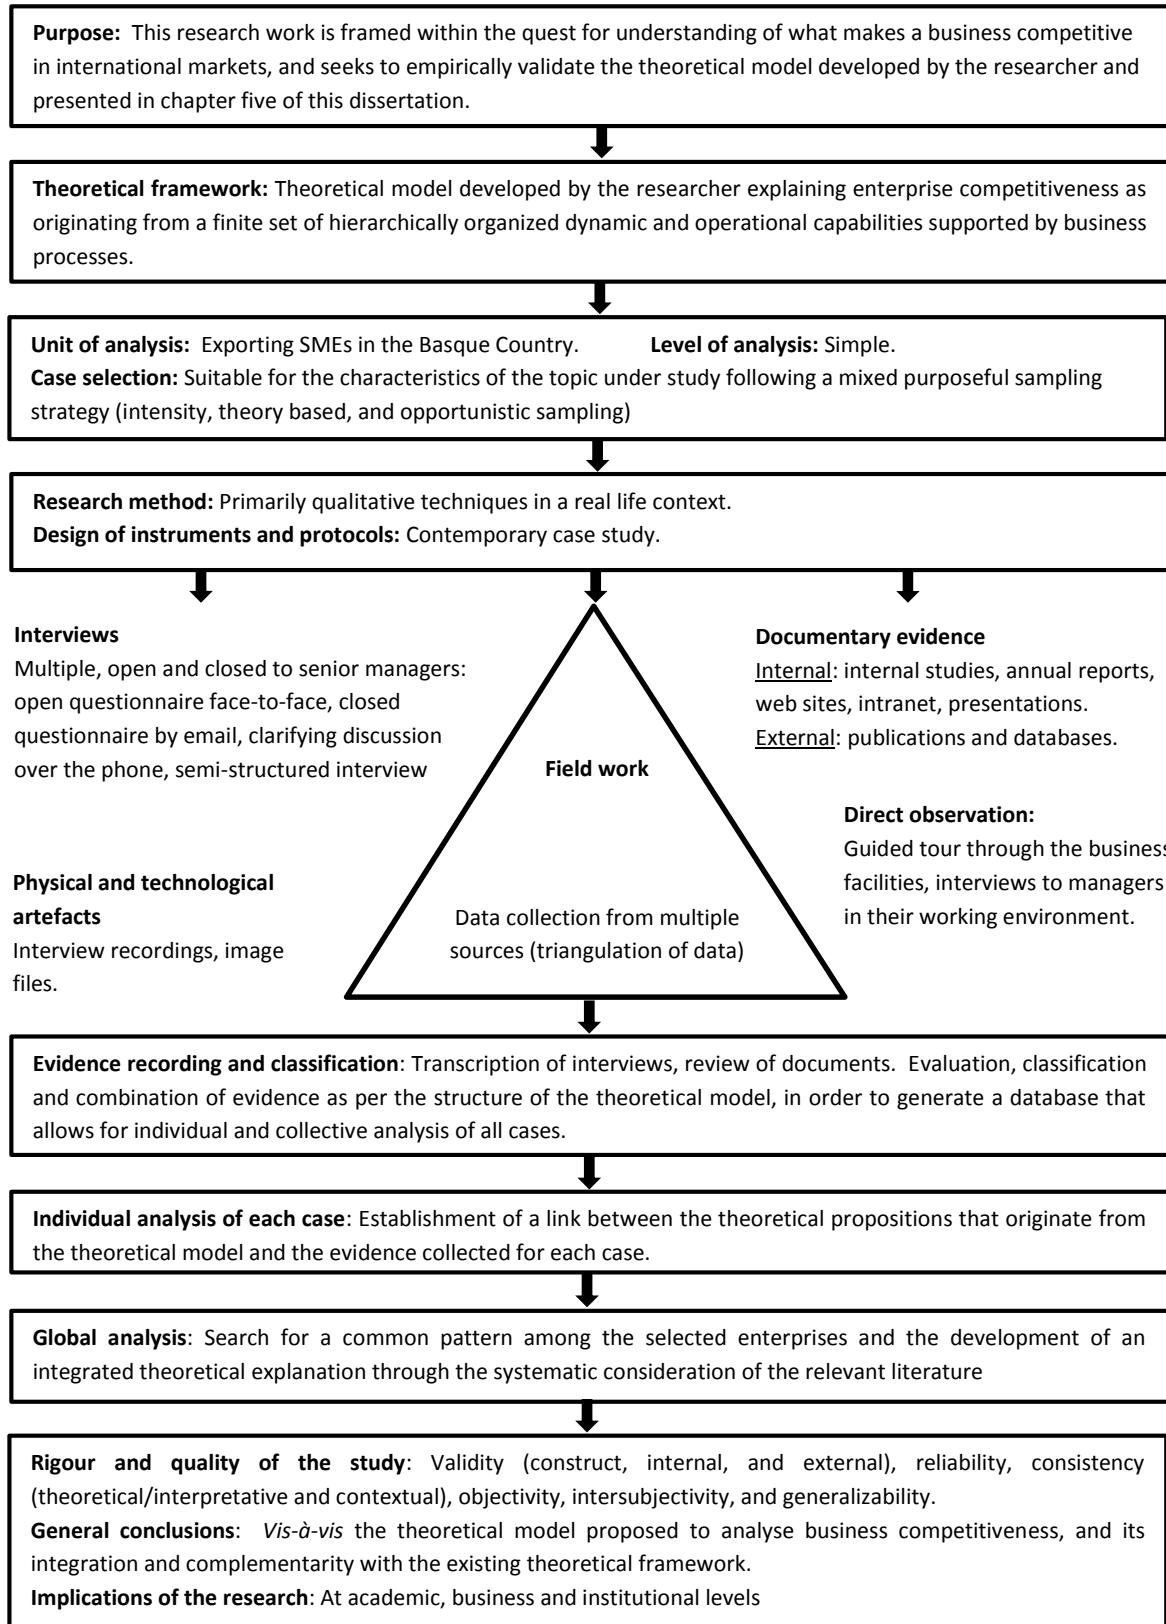 Purpose: This research work is framed within the quest for understanding of what makes a business competitive
in international markets, and seeks to empirically validate the theoretical model developed by the researcher and
presented in chapter five of this dissertation.
Theoretical framework: Theoretical model developed by the researcher explaining enterprise competitiveness as
originating from a finite set of hierarchically organized dynamic and operational capabilities supported by business
processes.
Unit of analysis: Exporting SMEs in the Basque Country. Level of analysis: Simple.
Case selection: Suitable for the characteristics of the topic under study following a mixed purposeful sampling
strategy (intensity, theory based, and opportunistic sampling)
Research method: Primarily qualitative techniques in a real life context.
Design of instruments and protocols: Contemporary case study.
Interviews
Multiple, open and closed to senior managers:
open questionnaire face-to-face, closed
questionnaire by email, clarifying discussion
over the phone, semi-structured interview
Physical and technological
artefacts
Interview recordings, image
files.
Field work
Data collection from multiple
sources (triangulation of data)
Documentary evidence
Internal: internal studies, annual reports,
web sites, intranet, presentations.
External: publications and databases.
Direct observation:
Guided tour through the business
facilities, interviews to managers
in their working environment.
Evidence recording and classification: Transcription of interviews, review of documents. Evaluation, classification
and combination of evidence as per the structure of the theoretical model, in order to generate a database that
allows for individual and collective analysis of all cases.
Individual analysis of each case: Establishment of a link between the theoretical propositions that originate from
the theoretical model and the evidence collected for each case.
Global analysis: Search for a common pattern among the selected enterprises and the development of an
integrated theoretical explanation through the systematic consideration of the relevant literature
Rigour and quality of the study: Validity (construct, internal, and external), reliability, consistency
(theoretical/interpretative and contextual), objectivity, intersubjectivity, and generalizability.
General conclusions: Vis-à-vis the theoretical model proposed to analyse business competitiveness, and its
integration and complementarity with the existing theoretical framework.
Implications of the research: At academic, business and institutional levels